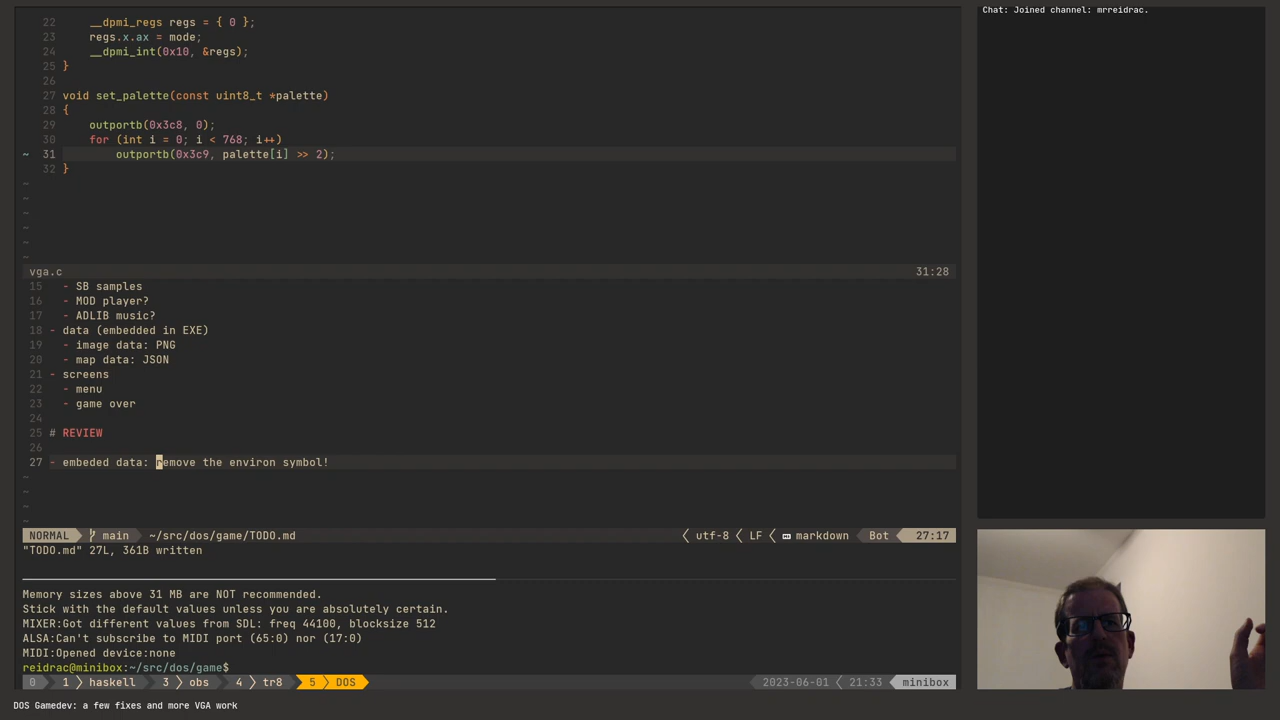 Chat: Joined channel: mrreidrac.
22 __dpmi_regs regs = { 0 };
23 regs.x.ax = mode;
24 __dpmi_int(0x10, &regs);
25 }
26
27 void set_palette(const uint8_t *palette)
28 {
29 outportb(0x3c8, 0);
30 for (int i = 0; i < 768; i++)
~ 31 outportb(0x3c9, palette[i] >> 2);
32 }
~
~
~
~
~
~
vga.c 31:28
15 - SB samples
16 - MOD player?
17 - ADLIB music?
18 - data (embedded in EXE)
19 - image data: PNG
20 - map data: JSON
21 - screens
22 - menu
23 - game over
24
25 # REVIEW
26
27 - embeded data: remove the environ symbol!
~
~
~
~
NORMAL main ~/src/dos/game/TODO.md utf-8 LF markdown Bot 27:17
"TODO.md" 27L, 361B written
Memory sizes above 31 MB are NOT recommended.
Stick with the default values unless you are absolutely certain.
MIXER:Got different values from SDL: freq 44100, blocksize 512
ALSA:Can't subscribe to MIDI port (65:0) nor (17:0)
MIDI:Opened device:none
reidrac@minibox:~/src/dos/game$
0 1 haskell 3 obs 4 tr8 5 DOS 2023-06-01 21:33 minibox
DOS Gamedev: a few fixes and more VGA work